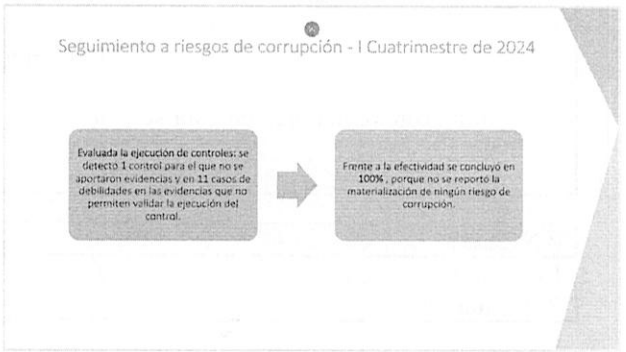 Seguimiento a riesgos de corrupción - I Cuatrimestre de 2024
Evaluada la ejecución de controles: se
detectó 1 control para el que no se
aportaron evidencias y en 11 casos de
debilidades en las evidencias que no
permiten validar la ejecución del
control.
Frente a la efectividad se concluyó en
100% , porque no se reportó la
materialización de ningún riesgo de
corrupción.